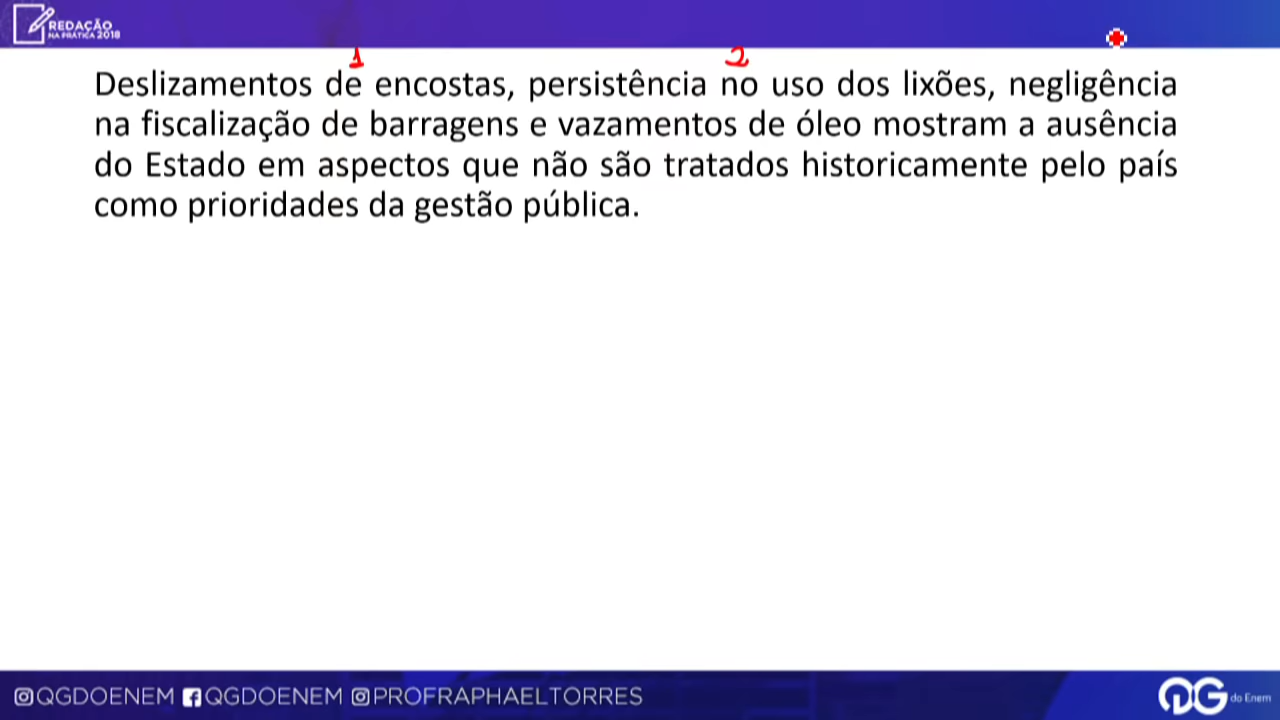 REDAÇÃO
NA PRÁTICA 2018
1 2
Deslizamentos de encostas, persistência no uso dos lixões, negligência
na fiscalização de barragens e vazamentos de óleo mostram a ausência
do Estado em aspectos que não são tratados historicamente pelo país
como prioridades da gestão pública.
QGDOENEM QGDOENEM PROFRAPHAELTORRES
QG do Enem